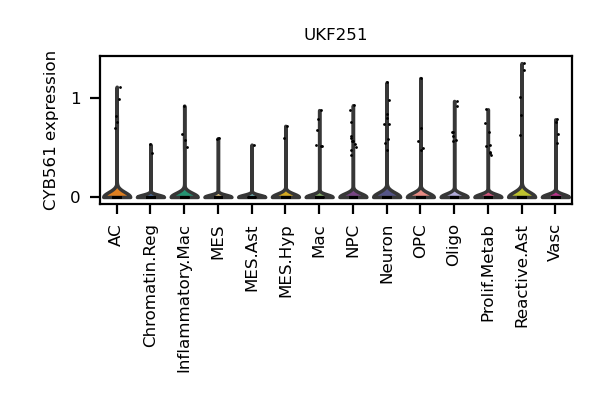 UKF251
CYB561 expression
1
0
AC
Chromatin.Reg
Inflammatory.Mac
MES
MES.Ast
MES.Hyp
Mac
NPC
Neuron
OPC
Oligo
Prolif.Metab
Reactive.Ast
Vasc